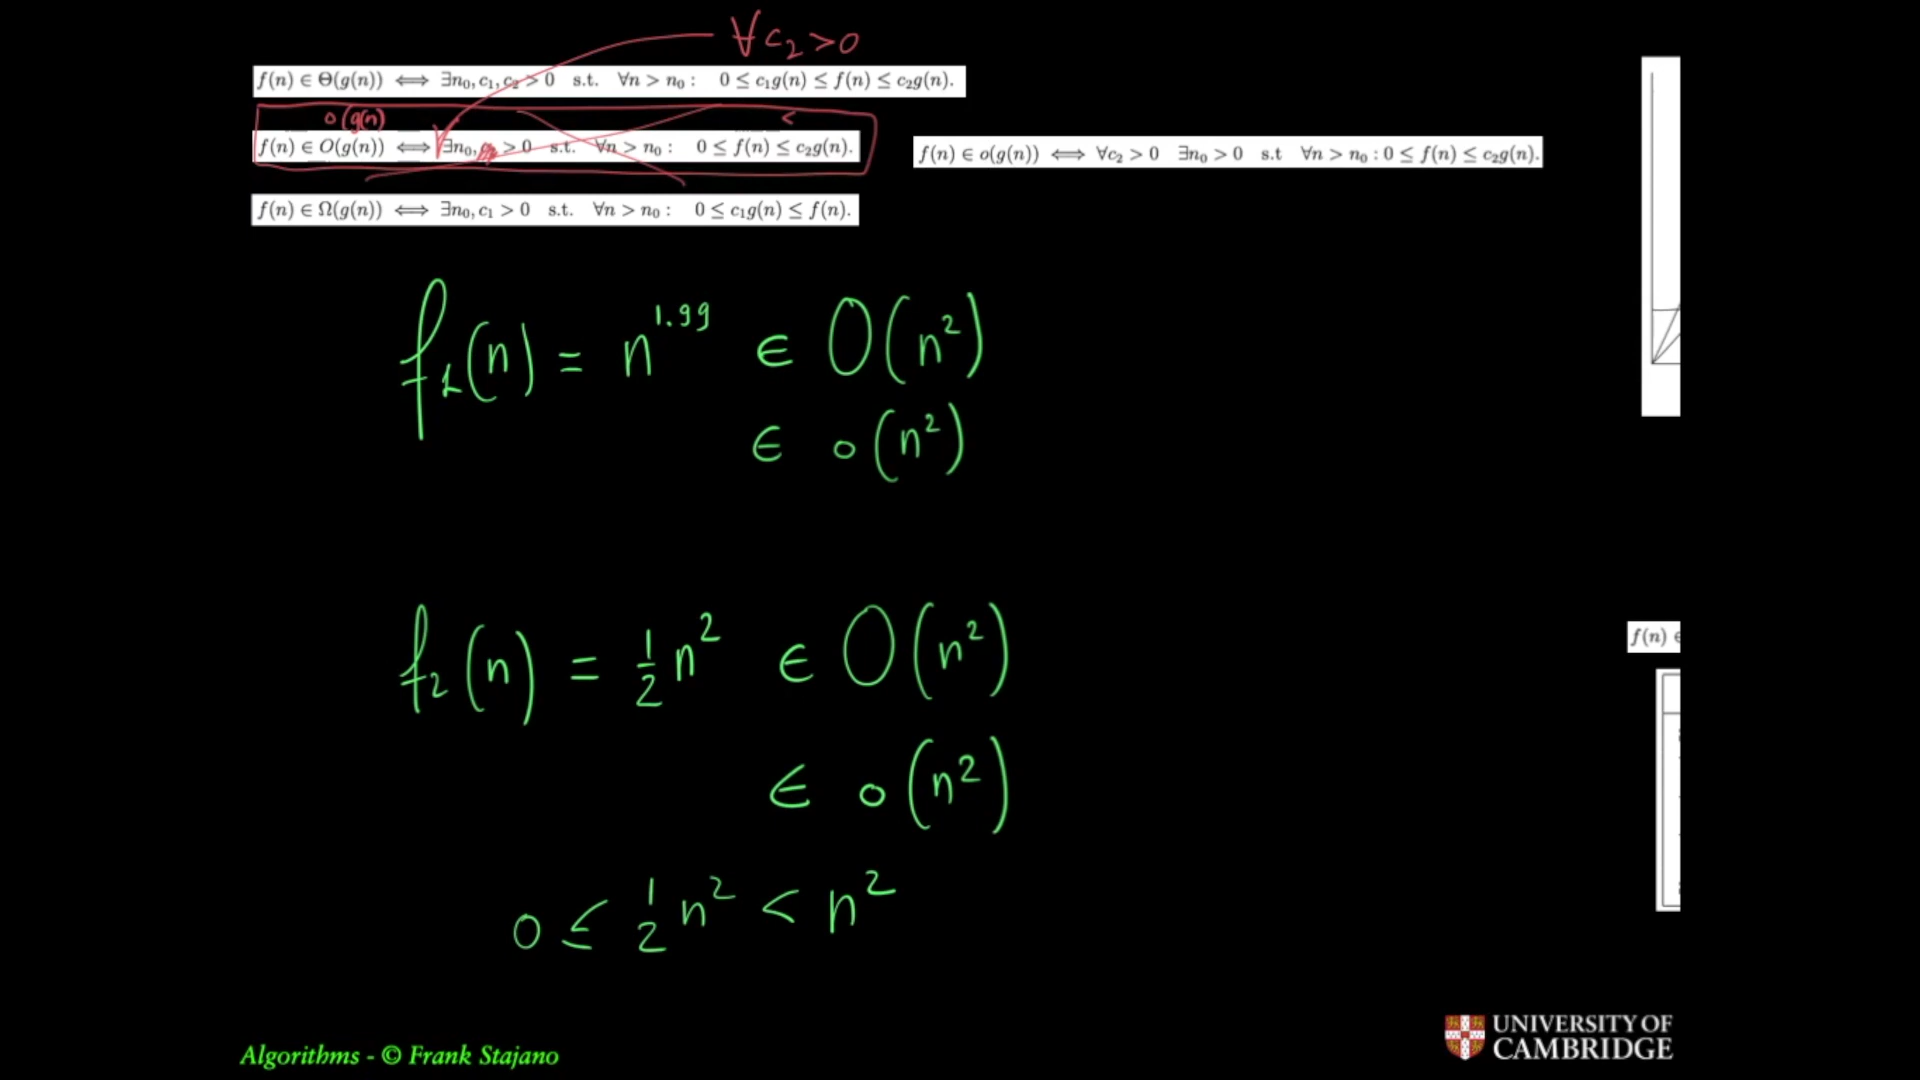 ∀ c₂ > 0
f(n) ∈ Θ(g(n)) ⟺ ∃n₀, c₁, c₂ > 0 s.t. ∀n > n₀ : 0 ≤ c₁g(n) ≤ f(n) ≤ c₂g(n).
o(g(n) <
f(n) ∈ O(g(n)) ⟺ ∃n₀, > 0 s.t. ∀n > n₀ : 0 ≤ f(n) ≤ c₂g(n).
f(n) ∈ o(g(n)) ⟺ ∀c₂ > 0 ∃n₀ > 0 s.t ∀n > n₀ : 0 ≤ f(n) ≤ c₂g(n).
f(n) ∈ Ω(g(n)) ⟺ ∃n₀, c₁ > 0 s.t. ∀n > n₀ : 0 ≤ c₁g(n) ≤ f(n).
f₁(n) = n^1.99 ∈ O(n²)
∈ o(n²)
f₂(n) = ½n² ∈ O(n²)
f(n) ∈
∈ o(n²)
0 ≤ ½n² < n²
Algorithms - © Frank Stajano
UNIVERSITY OF
CAMBRIDGE